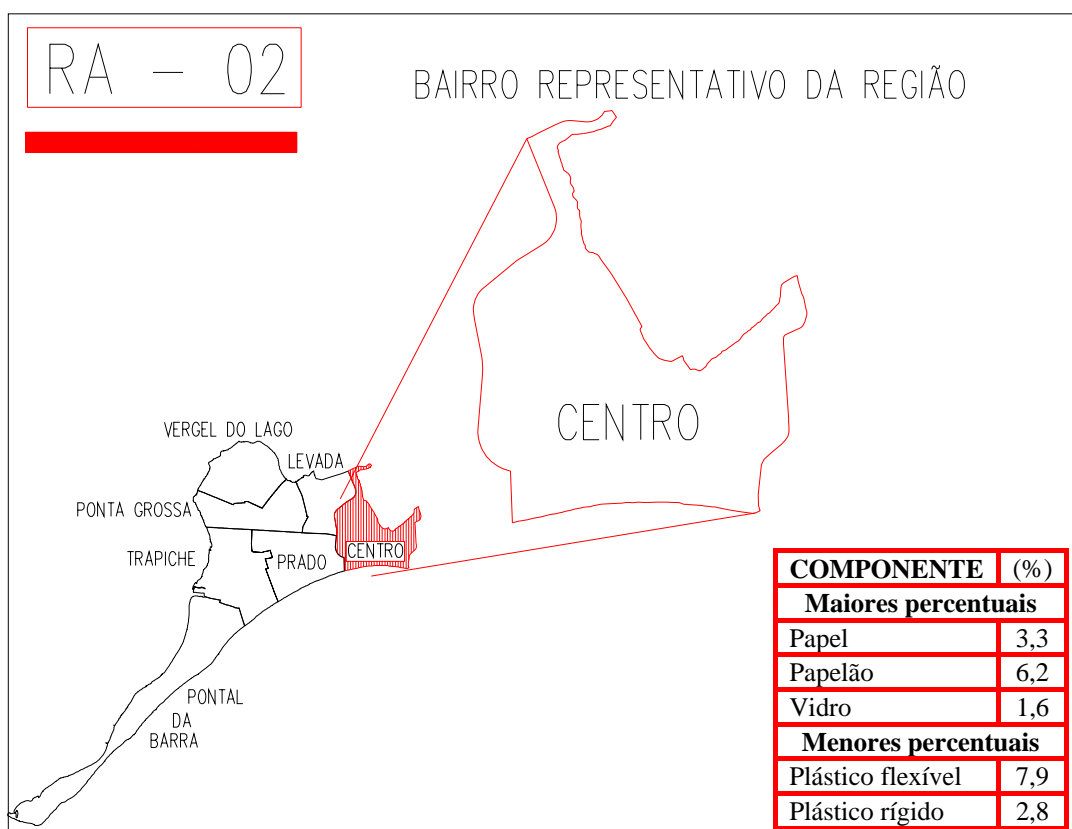 RA - 02
BAIRRO REPRESENTATIVO DA REGIÃO
CENTRO
VERGEL DO LAGO
LEVADA
PONTA GROSSA
TRAPICHE
PRADO
CENTRO
PONTAL
DA
BARRA
COMPONENTE (%)
Maiores percentuais
Papel 3,3
Papelão 6,2
Vidro 1,6
Menores percentuais
Plástico flexível 7,9
Plástico rígido 2,8